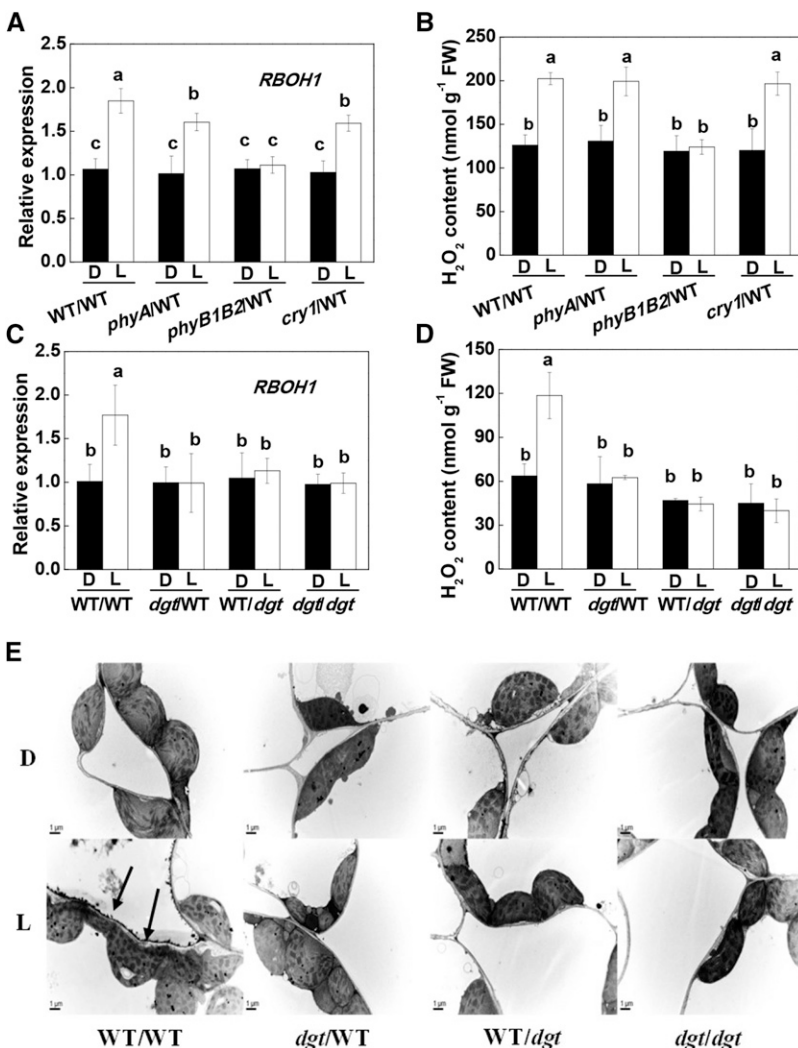 A
Relative expression
2.5
2.0
1.5
1.0
0.5
0.0
RBOH1
c a c b c c c b
D L D L D L D L
WT/WT phyA/WT phyB1B2/WT cry1/WT
B
H₂O₂ content (nmol g⁻¹ FW)
250
200
150
100
50
0
b a b a b b b a
D L D L D L D L
WT/WT phyA/WT phyB1B2/WT cry1/WT
C
Relative expression
2.5
2.0
1.5
1.0
0.5
0.0
RBOH1
b a b b b b b b
D L D L D L D L
WT/WT dgt/WT WT/dgt dgt/dgt
D
H₂O₂ content (nmol g⁻¹ FW)
150
120
90
60
30
0
b a b b b b b b
D L D L D L D L
WT/WT dgt/WT WT/dgt dgt/dgt
E
D
1 µm 1 µm 1 µm 1 µm
L
1 µm 1 µm 1 µm 1 µm
WT/WT dgt/WT WT/dgt dgt/dgt